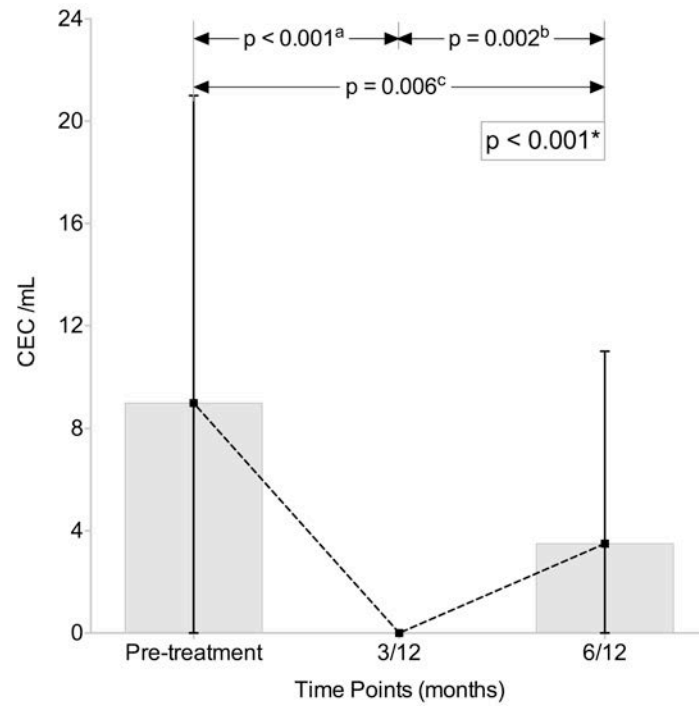 24
p < 0.001ᵃ
p = 0.002ᵇ
p = 0.006ᶜ
20
p < 0.001*
16
CEC /mL
12
8
4
0
Pre-treatment
3/12
6/12
Time Points (months)